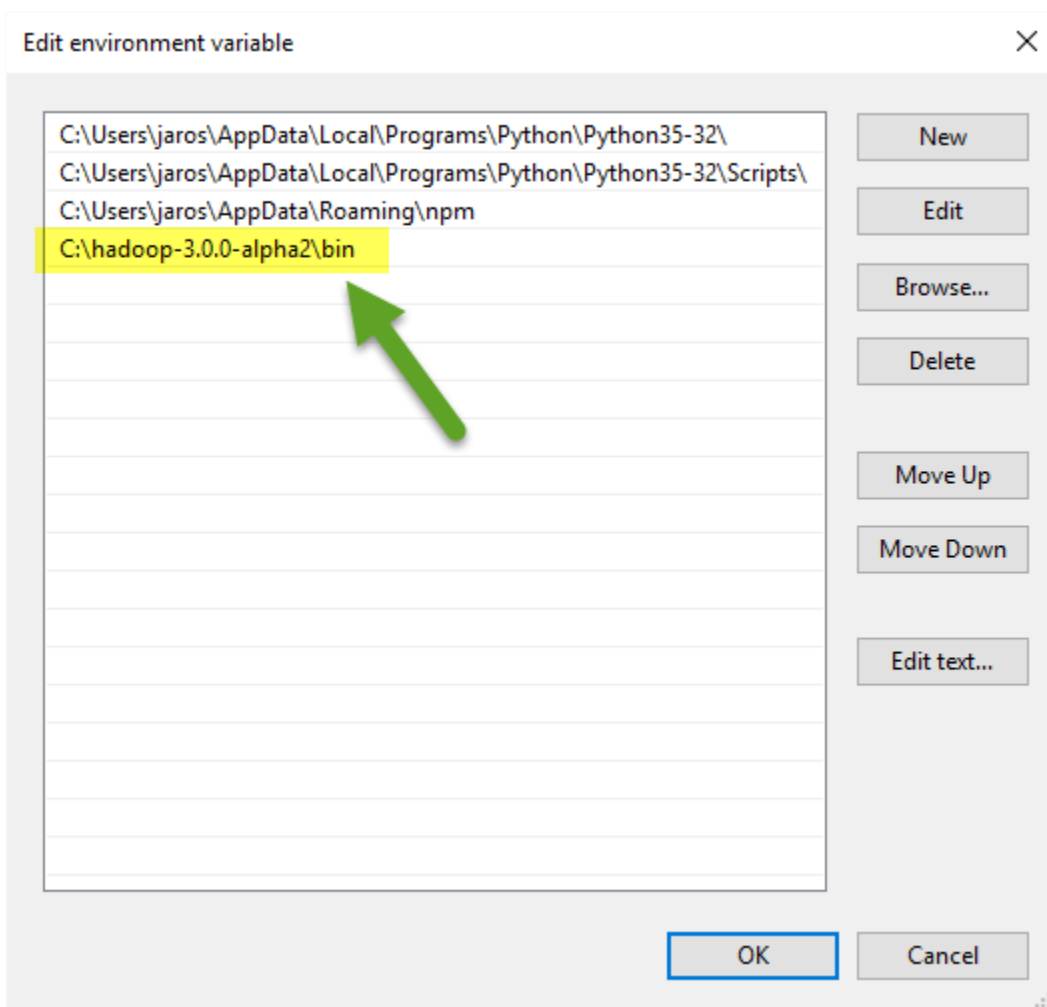 Edit environment variable
C:\Users\jaros\AppData\Local\Programs\Python\Python35-32\
C:\Users\jaros\AppData\Local\Programs\Python\Python35-32\Scripts\
C:\Users\jaros\AppData\Roaming\npm
C:\hadoop-3.0.0-alpha2\bin
New
Edit
Browse...
Delete
Move Up
Move Down
Edit text...
OK
Cancel